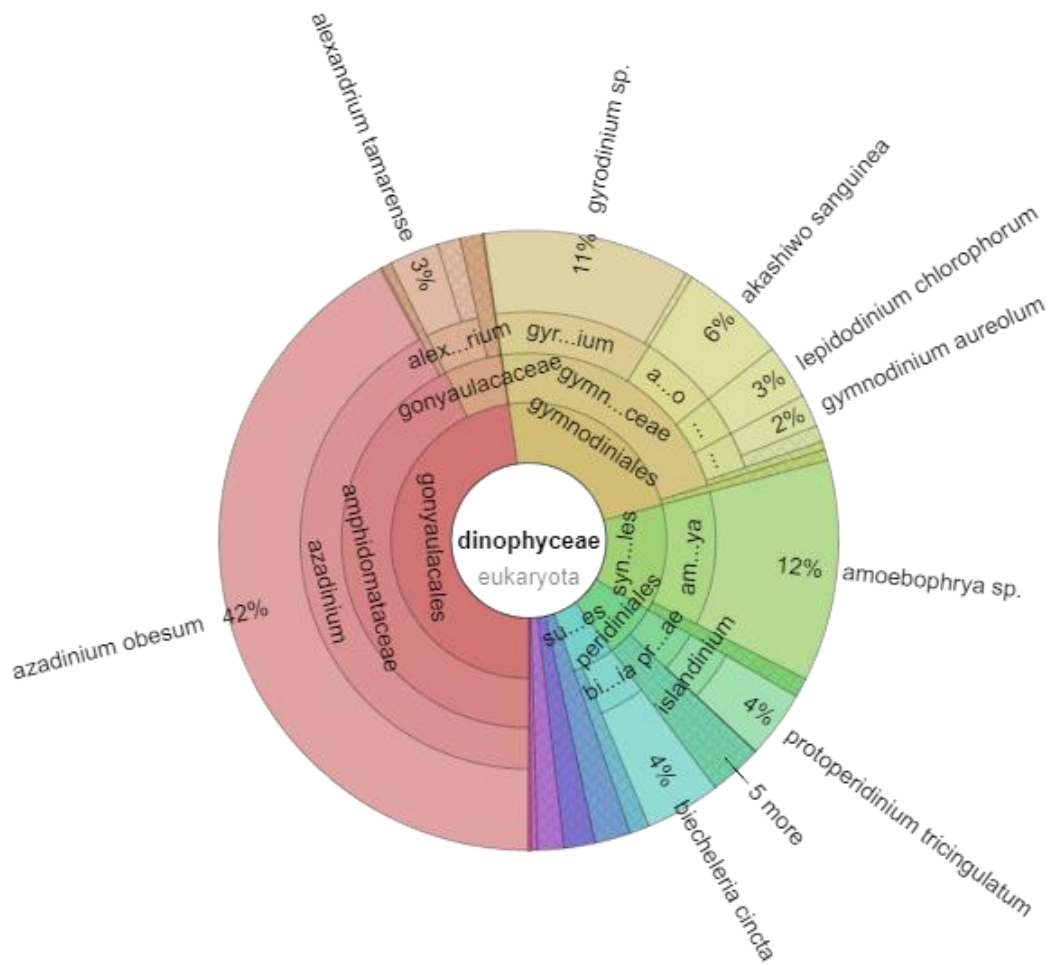 alexandrium tamarense
gyrodinium sp.
akashiwo sanguinea
lepidodinium chlorophorum
gymnodinium aureolum
3%
11%
6%
3%
2%
alex...rium
gyr...ium
a...o
...
...
gonyaulacaceae
gymn...ceae
gymnodiniales
gonyaulacales
amphidomataceae
azadinium
dinophyceae
eukaryota
syn...les
am...ya
12%
amoebophrya sp.
42%
azadinium obesum
su...es
peridiniales
pr...ae
bi...ia
islandinium
4%
protoperidinium tricingulatum
4%
5 more
biecheleria cincta